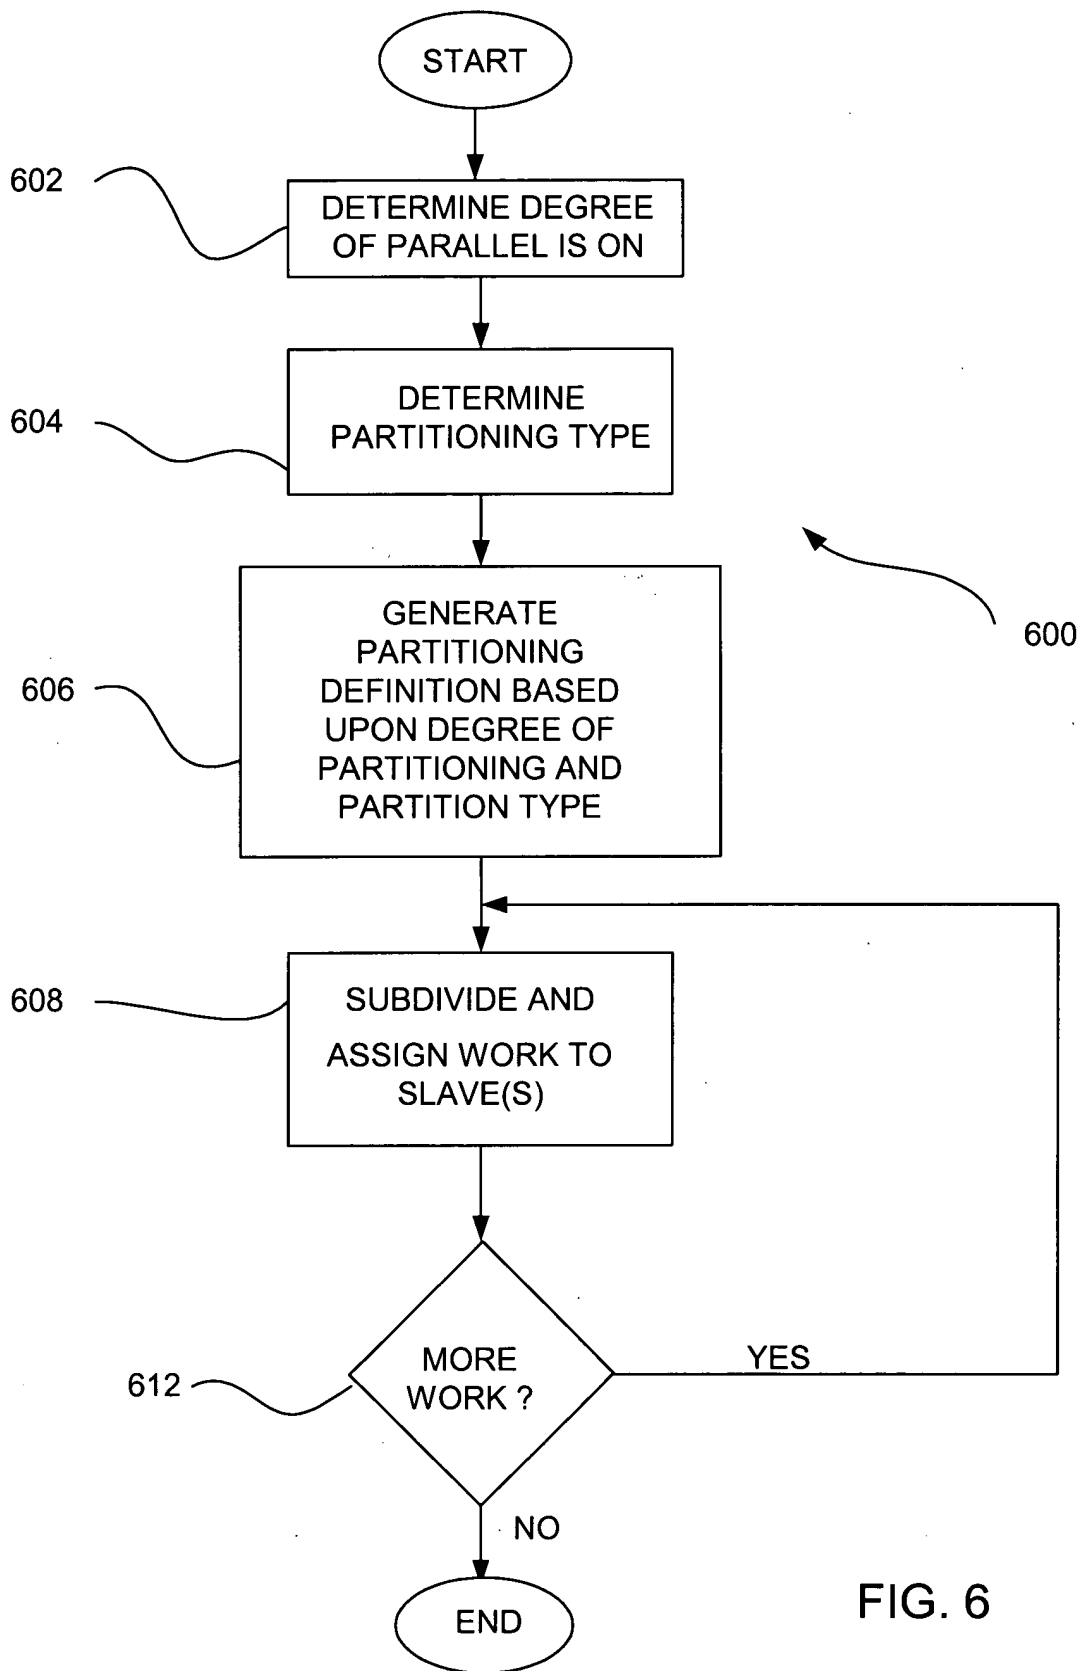 START
602
DETERMINE DEGREE
OF PARALLEL IS ON
604
DETERMINE
PARTITIONING TYPE
600
606
GENERATE
PARTITIONING
DEFINITION BASED
UPON DEGREE OF
PARTITIONING AND
PARTITION TYPE
608
SUBDIVIDE AND
ASSIGN WORK TO
SLAVE(S)
612
MORE
WORK ?
YES
NO
END
FIG. 6